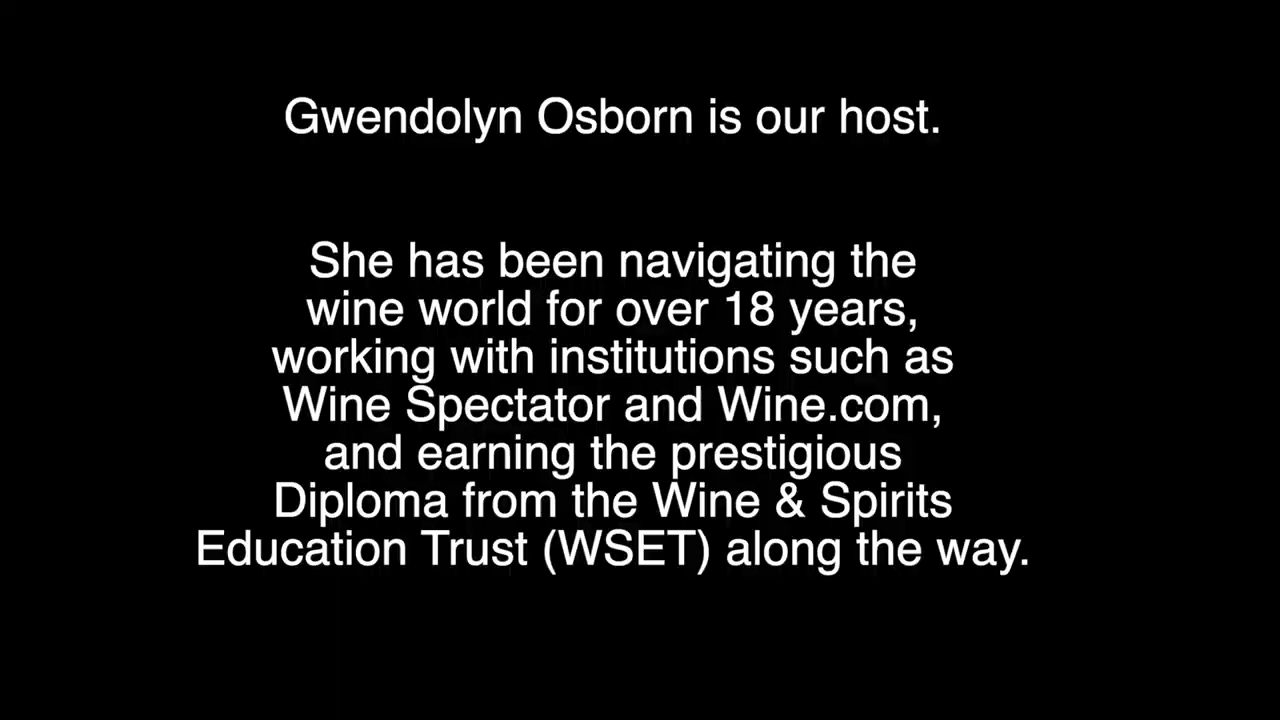 Gwendolyn Osborn is our host.
She has been navigating the
wine world for over 18 years,
working with institutions such as
Wine Spectator and Wine.com,
and earning the prestigious
Diploma from the Wine & Spirits
Education Trust (WSET) along the way.